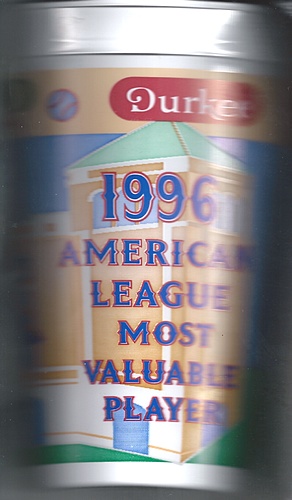 Durkee
1996
AMERICAN
LEAGUE
MOST
VALUABLE
PLAYER